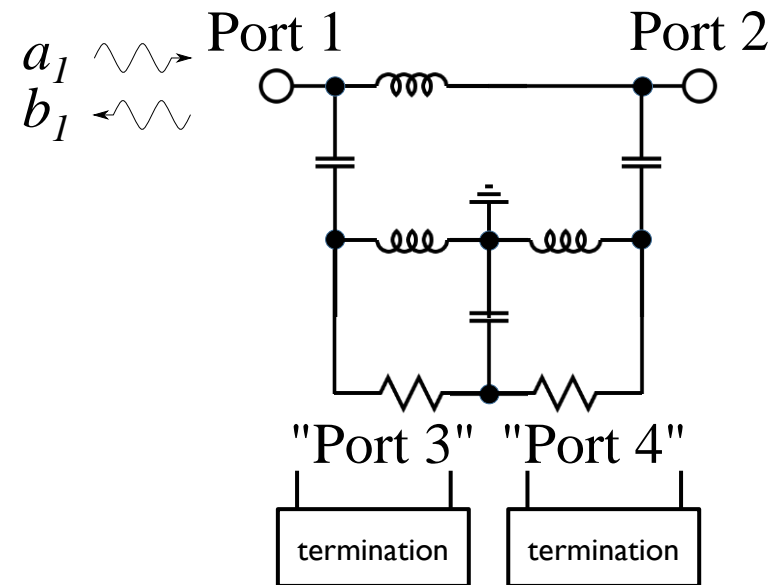 Port 1
Port 2
a1
b1
"Port 3" "Port 4"
termination
termination